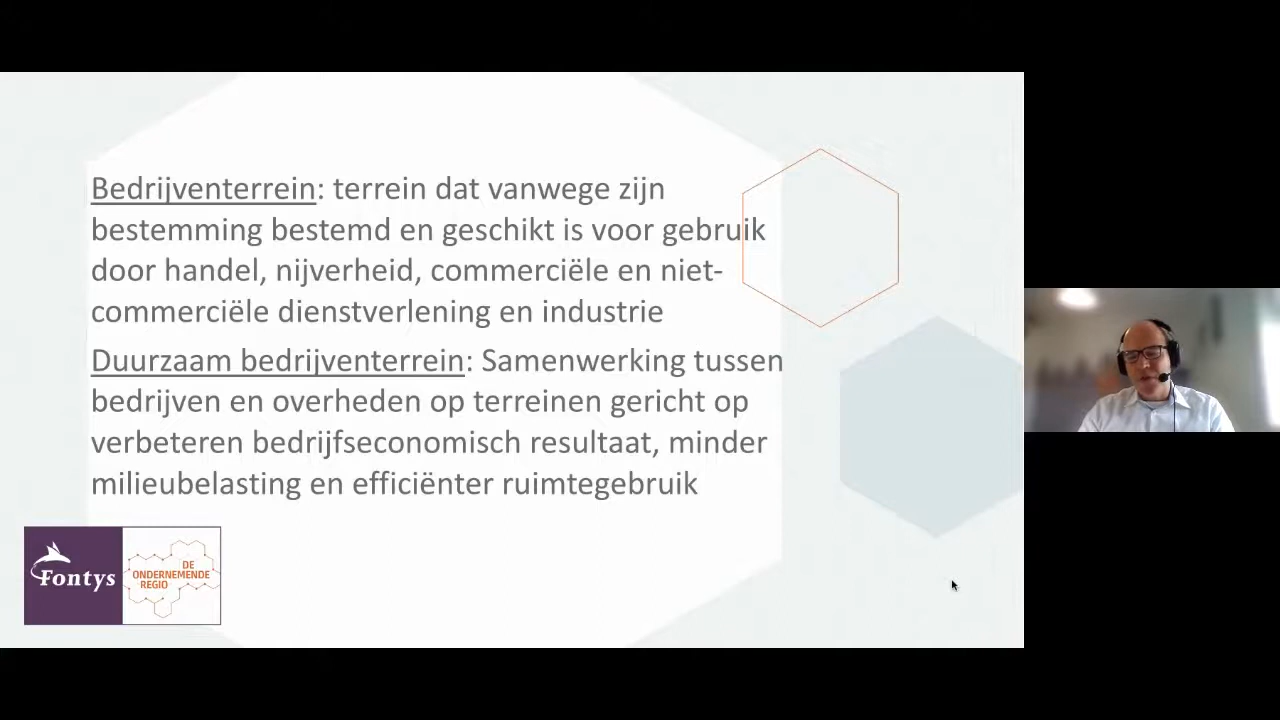 Bedrijventerrein: terrein dat vanwege zijn
bestemming bestemd en geschikt is voor gebruik
door handel, nijverheid, commerciële en niet-
commerciële dienstverlening en industrie
Duurzaam bedrijventerrein: Samenwerking tussen
bedrijven en overheden op terreinen gericht op
verbeteren bedrijfseconomisch resultaat, minder
milieubelasting en efficiënter ruimtegebruik
Fontys
DE
ONDERNEMENDE
REGIO